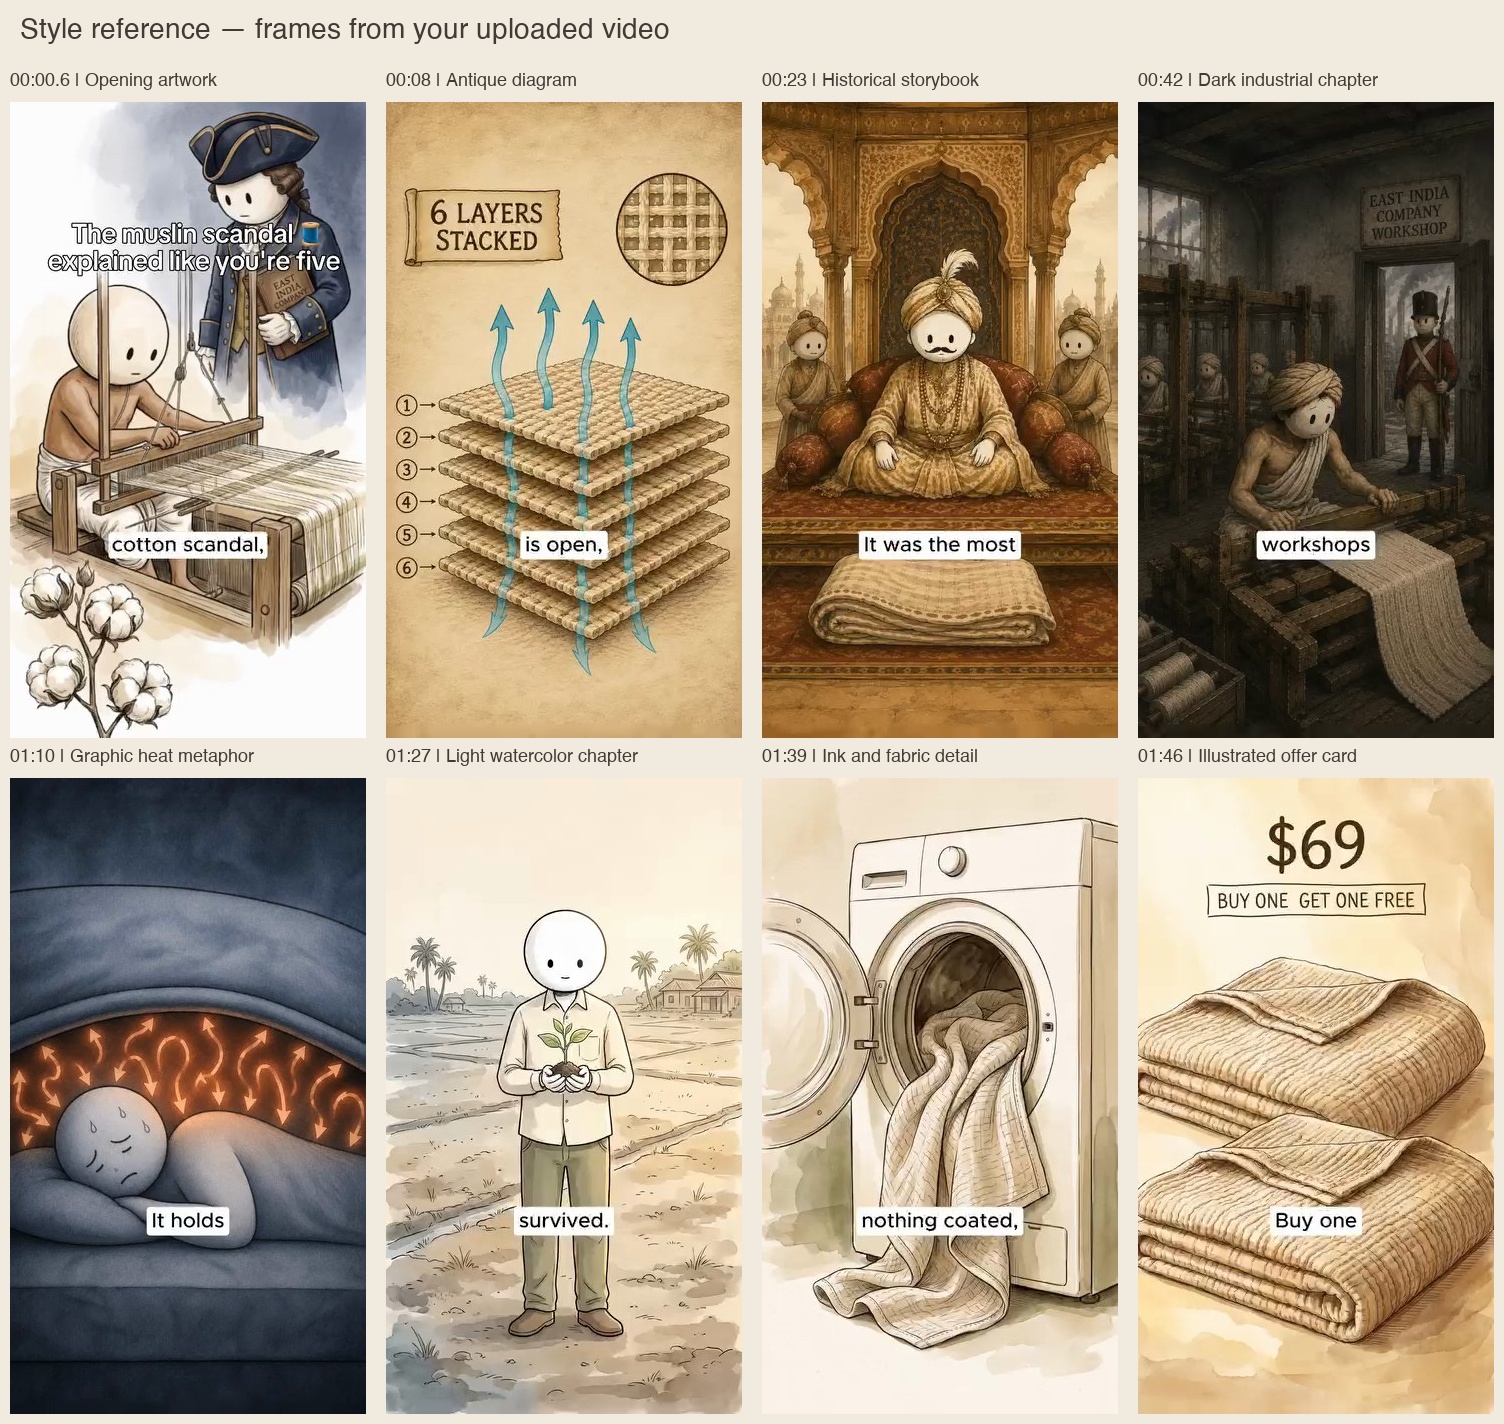 Style reference — frames from your uploaded video
00:00.6 | Opening artwork
The muslin scandal
explained like you're five
EAST
INDIA
COMPANY
cotton scandal,
00:08 | Antique diagram
6 LAYERS
STACKED
1
2
3
4
5
6
is open,
00:23 | Historical storybook
It was the most
00:42 | Dark industrial chapter
EAST INDIA
COMPANY
WORKSHOP
workshops
01:10 | Graphic heat metaphor
It holds
01:27 | Light watercolor chapter
survived.
01:39 | Ink and fabric detail
nothing coated,
01:46 | Illustrated offer card
$69
BUY ONE GET ONE FREE
Buy one